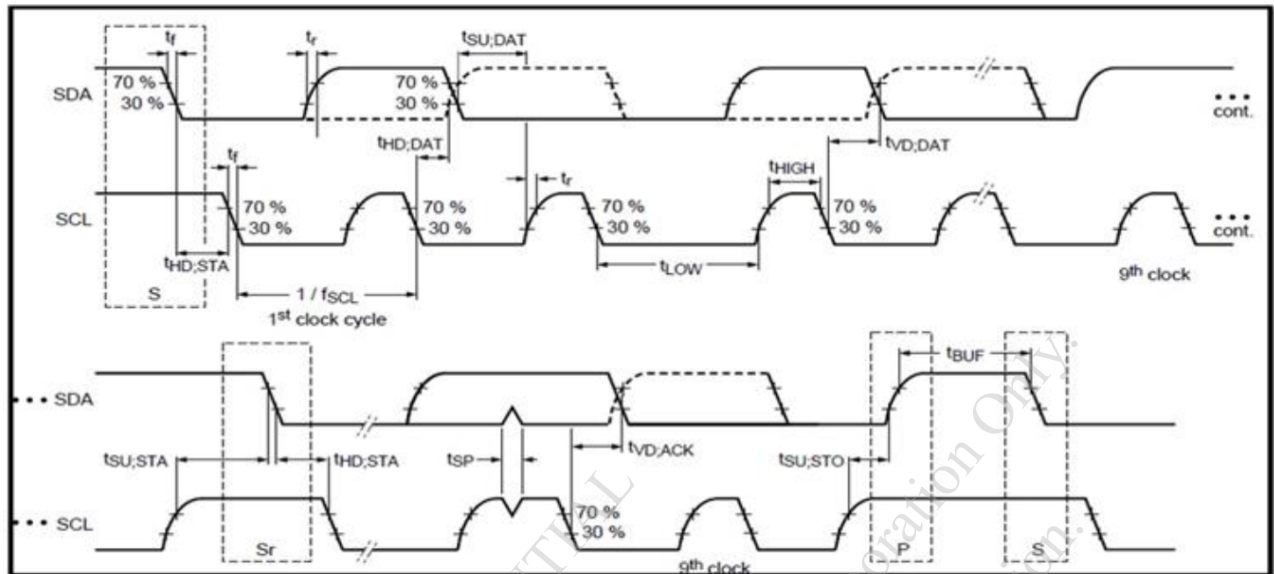 tf tr tSU;DAT
70 % 70 %
SDA 30 % 30 % cont.
tHD;DAT tVD;DAT
tf tr tHIGH
70 % 70 % 70 % 70 %
SCL 30 % 30 % 30 % 30 % cont.
tHD;STA tLOW
S 1 / fSCL 9th clock
1st clock cycle
tBUF
SDA
tSU;STA tHD;STA tSP tVD;ACK tSU;STO
70 %
SCL 30 %
Sr P S
9th clock